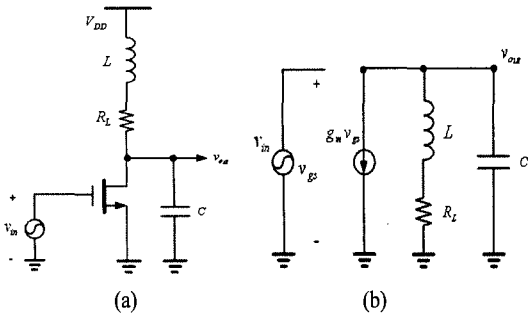 V_DD
L
R_L
v_out
v_in
+
-
C
(a)
+
v_in
v_gs
-
g_m v_gs
L
R_L
v_out
C
(b)